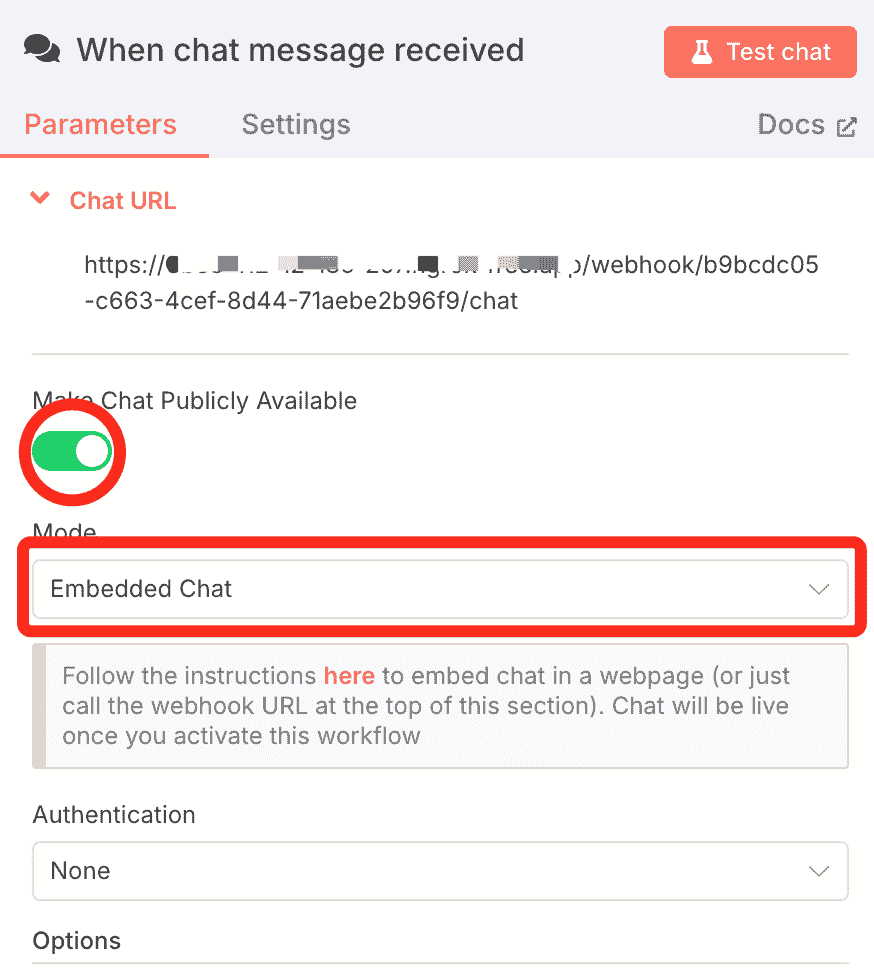 When chat message received
Test chat
Parameters
Settings
Docs
Chat URL
https:// /webhook/b9bcdc05
-c663-4cef-8d44-71aebe2b96f9/chat
Make Chat Publicly Available
Mode
Embedded Chat
Follow the instructions here to embed chat in a webpage (or just
call the webhook URL at the top of this section). Chat will be live
once you activate this workflow
Authentication
None
Options